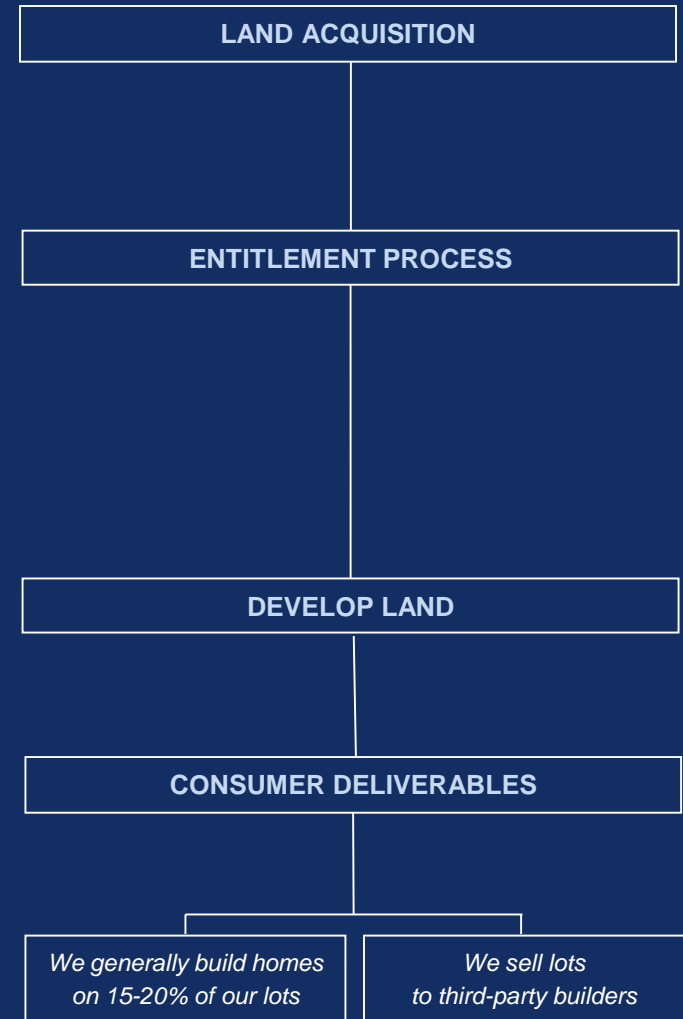 LAND ACQUISITION
ENTITLEMENT PROCESS
DEVELOP LAND
CONSUMER DELIVERABLES
We generally build homes
on 15-20% of our lots
We sell lots
to third-party builders